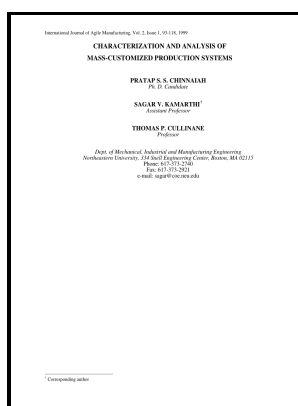 International Journal of Agile Manufacturing, Vol. 2, Issue 1, 93-118, 1999
CHARACTERIZATION AND ANALYSIS OF
MASS-CUSTOMIZED PRODUCTION SYSTEMS
PRATAP S. S. CHINNAIAH
Ph. D. Candidate
SAGAR V. KAMARTHI¹
Assistant Professor
THOMAS P. CULLINANE
Professor
Dept. of Mechanical, Industrial and Manufacturing Engineering
Northeastern University, 334 Snell Engineering Center, Boston, MA 02115
Phone: 617-373-2740
Fax: 617-373-2921
e-mail: sagar@coe.neu.edu
¹ Corresponding author